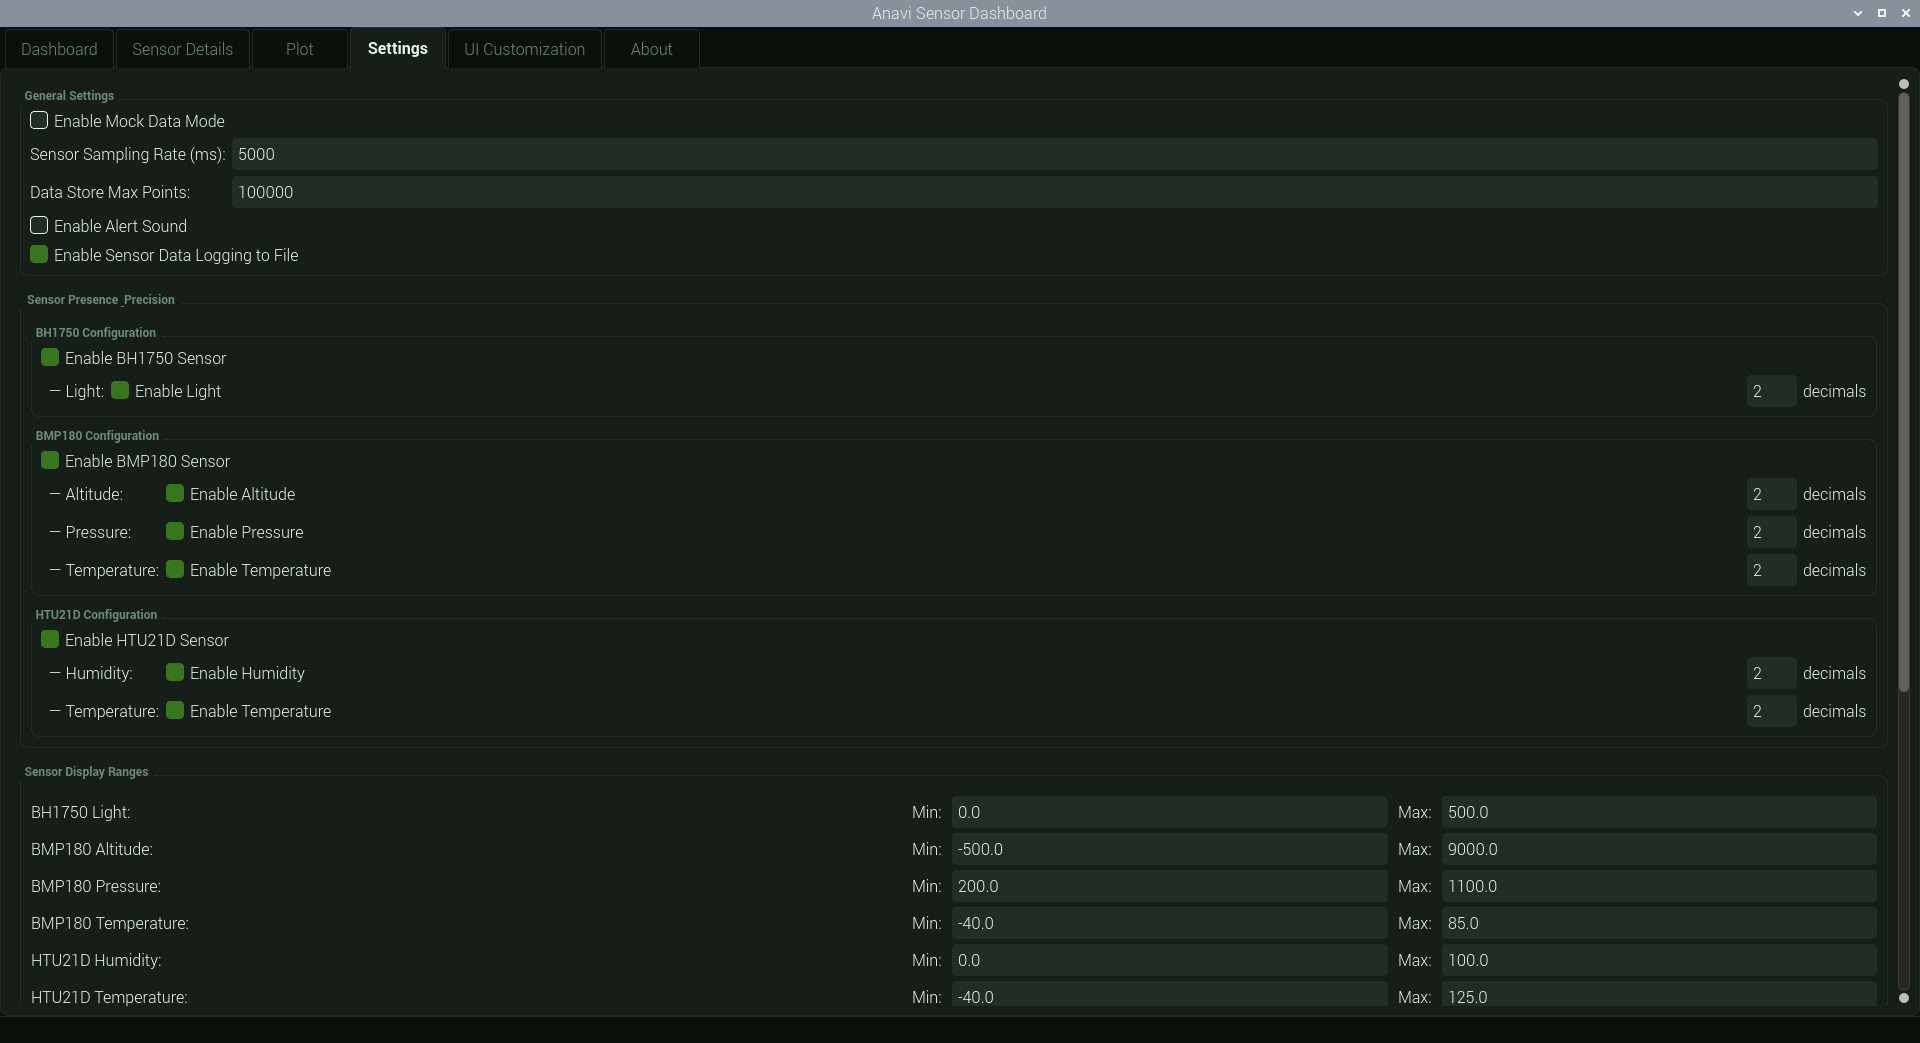 Anavi Sensor Dashboard
Dashboard Sensor Details Plot Settings UI Customization About
General Settings
Enable Mock Data Mode
Sensor Sampling Rate (ms): 5000
Data Store Max Points: 100000
Enable Alert Sound
Enable Sensor Data Logging to File
Sensor Presence _Precision
BH1750 Configuration
Enable BH1750 Sensor
— Light: Enable Light 2 decimals
BMP180 Configuration
Enable BMP180 Sensor
— Altitude: Enable Altitude 2 decimals
— Pressure: Enable Pressure 2 decimals
— Temperature: Enable Temperature 2 decimals
HTU21D Configuration
Enable HTU21D Sensor
— Humidity: Enable Humidity 2 decimals
— Temperature: Enable Temperature 2 decimals
Sensor Display Ranges
BH1750 Light: Min: 0.0 Max: 500.0
BMP180 Altitude: Min: -500.0 Max: 9000.0
BMP180 Pressure: Min: 200.0 Max: 1100.0
BMP180 Temperature: Min: -40.0 Max: 85.0
HTU21D Humidity: Min: 0.0 Max: 100.0
HTU21D Temperature: Min: -40.0 Max: 125.0